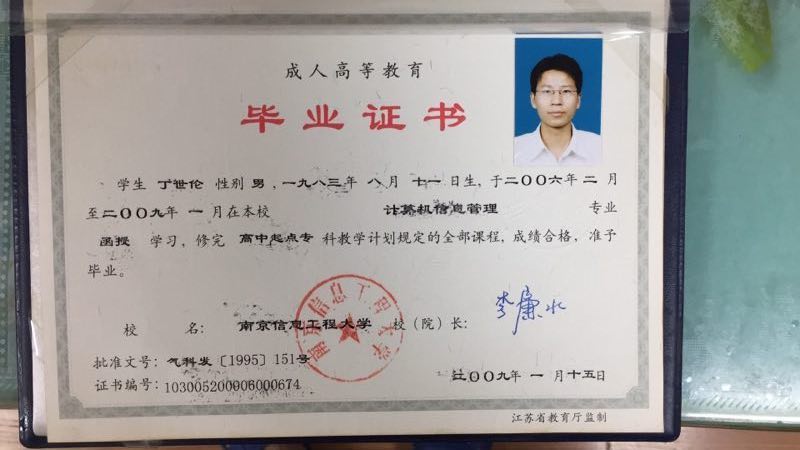 成人高等教育
毕业证书
学生 丁世伦 性别 男，一九八三年 八月 十一日生，于二〇〇六年 二 月
至二〇〇九年 一 月在本校 计算机信息管理 专业
函授 学习，修完 高中起点专 科教学计划规定的全部课程，成绩合格，准予
毕业。
校 名： 南京信息工程大学 校（院）长： 李廉水
南京信息工程大学
批准文号：气科发〔1995〕151号
证书编号：103005200906000674
二〇〇九年 一 月十五日
江苏省教育厅监制